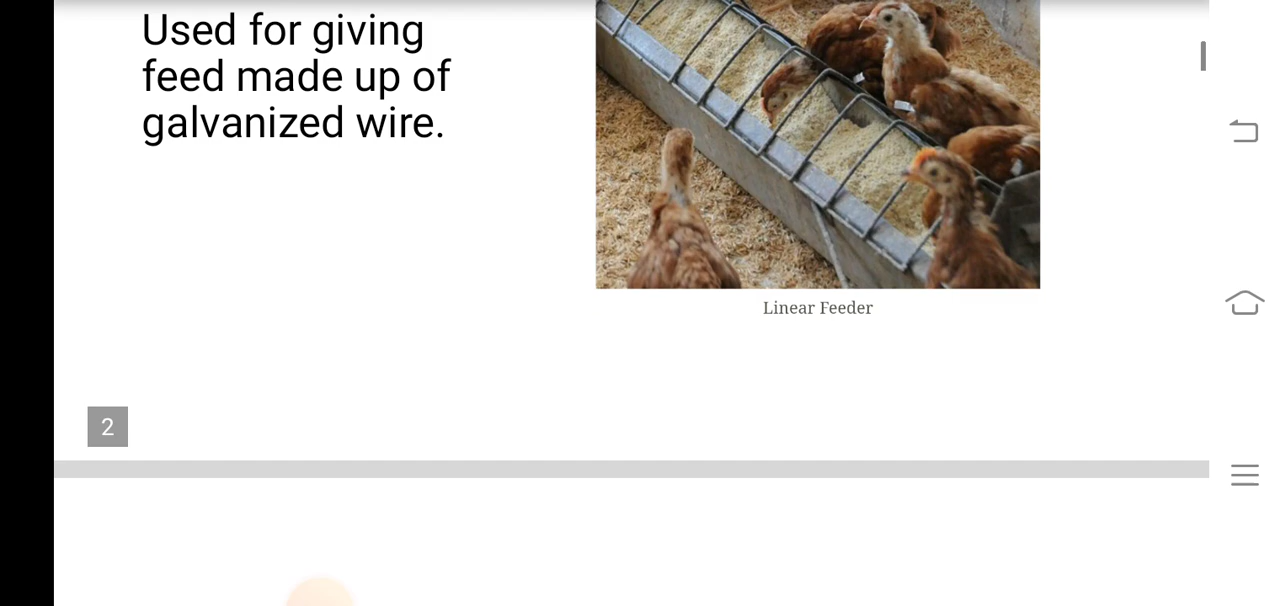 Used for giving
feed made up of
galvanized wire.
Linear Feeder
2